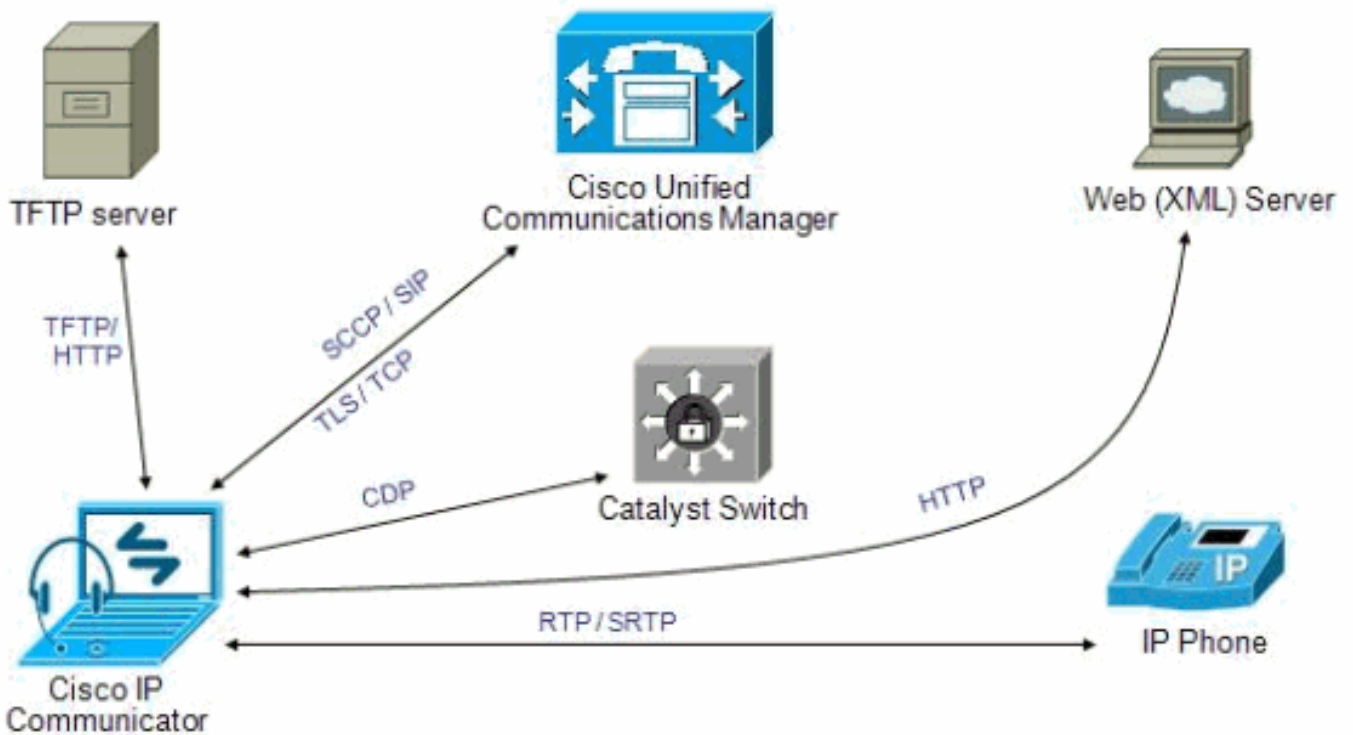 TFTP server
Cisco Unified
Communications Manager
Web (XML) Server
TFTP/
HTTP
SCCP / SIP
TLS / TCP
CDP
Catalyst Switch
HTTP
IP
RTP / SRTP
IP Phone
Cisco IP
Communicator